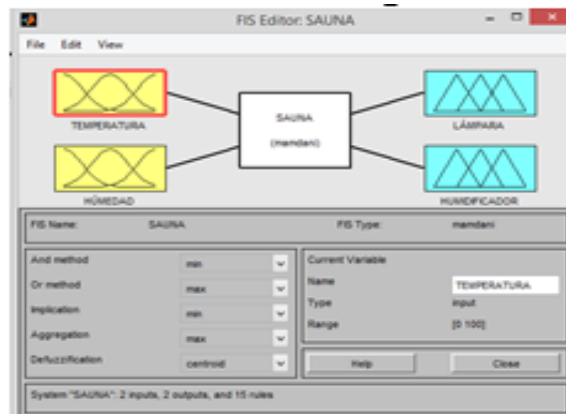 FIS Editor: SAUNA
File Edit View
TEMPERATURA
SAUNA
(mamdani)
LÁMPARA
HÚMEDAD
HUMIDIFICADOR
FIS Name: SAUNA FIS Type: mamdani
And method min
Or method max
Implication min
Aggregation max
Defuzzification centroid
Current Variable
Name TEMPERATURA
Type input
Range [0 100]
Help Close
System "SAUNA": 2 inputs, 2 outputs, and 15 rules